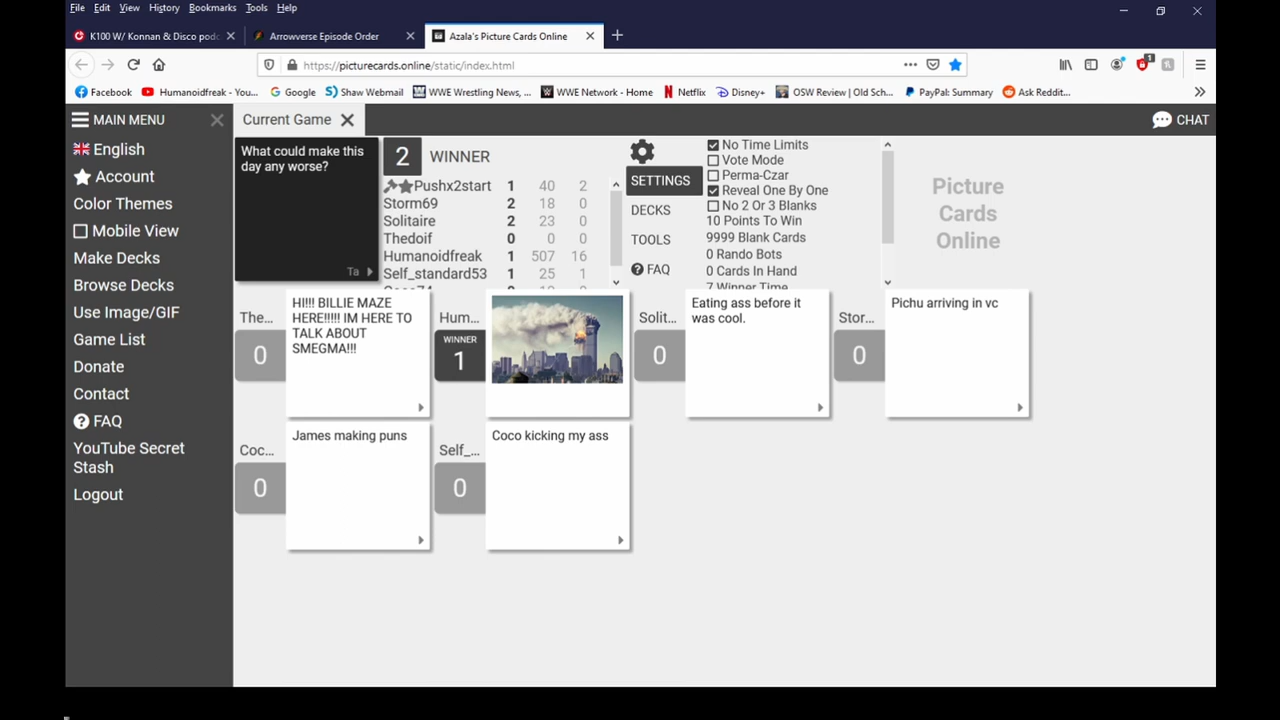 File Edit View History Bookmarks Tools Help
K100 W/ Konnan & Disco podc
Arrowverse Episode Order
Azala's Picture Cards Online
https://picturecards.online/static/index.html
Facebook Humanoidfreak - You... Google Shaw Webmail WWE Wrestling News, ... WWE Network - Home Netflix Disney+ OSW Review | Old Sch... PayPal: Summary Ask Reddit...
MAIN MENU
Current Game
CHAT
English
Account
Color Themes
Mobile View
Make Decks
Browse Decks
Use Image/GIF
Game List
Donate
Contact
FAQ
YouTube Secret
Stash
Logout
What could make this
day any worse?
Ta
2 WINNER
Pushx2start 1 40 2
Storm69 2 18 0
Solitaire 2 23 0
Thedoif 0 0 0
Humanoidfreak 1 507 16
Self_standard53 1 25 1
SETTINGS
DECKS
TOOLS
FAQ
No Time Limits
Vote Mode
Perma-Czar
Reveal One By One
No 2 Or 3 Blanks
10 Points To Win
9999 Blank Cards
0 Rando Bots
0 Cards In Hand
7 Winner Time
Picture
Cards
Online
The...
0
HI!!! BILLIE MAZE
HERE!!!!! IM HERE TO
TALK ABOUT
SMEGMA!!!
Hum...
WINNER
1
Solit...
0
Eating ass before it
was cool.
Stor...
0
Pichu arriving in vc
Coc...
0
James making puns
Self_...
0
Coco kicking my ass